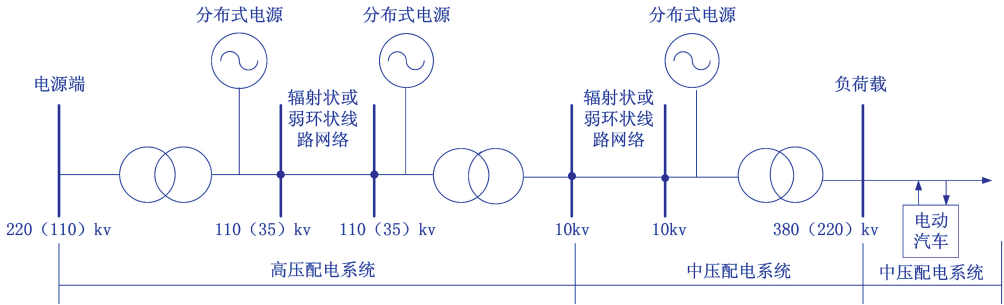 分布式电源
分布式电源
分布式电源
电源端
辐射状或
弱环状线
路网络
辐射状或
弱环状线
路网络
负荷载
220（110）kv
110（35）kv
110（35）kv
10kv
10kv
380（220）kv
电动
汽车
高压配电系统
中压配电系统
中压配电系统